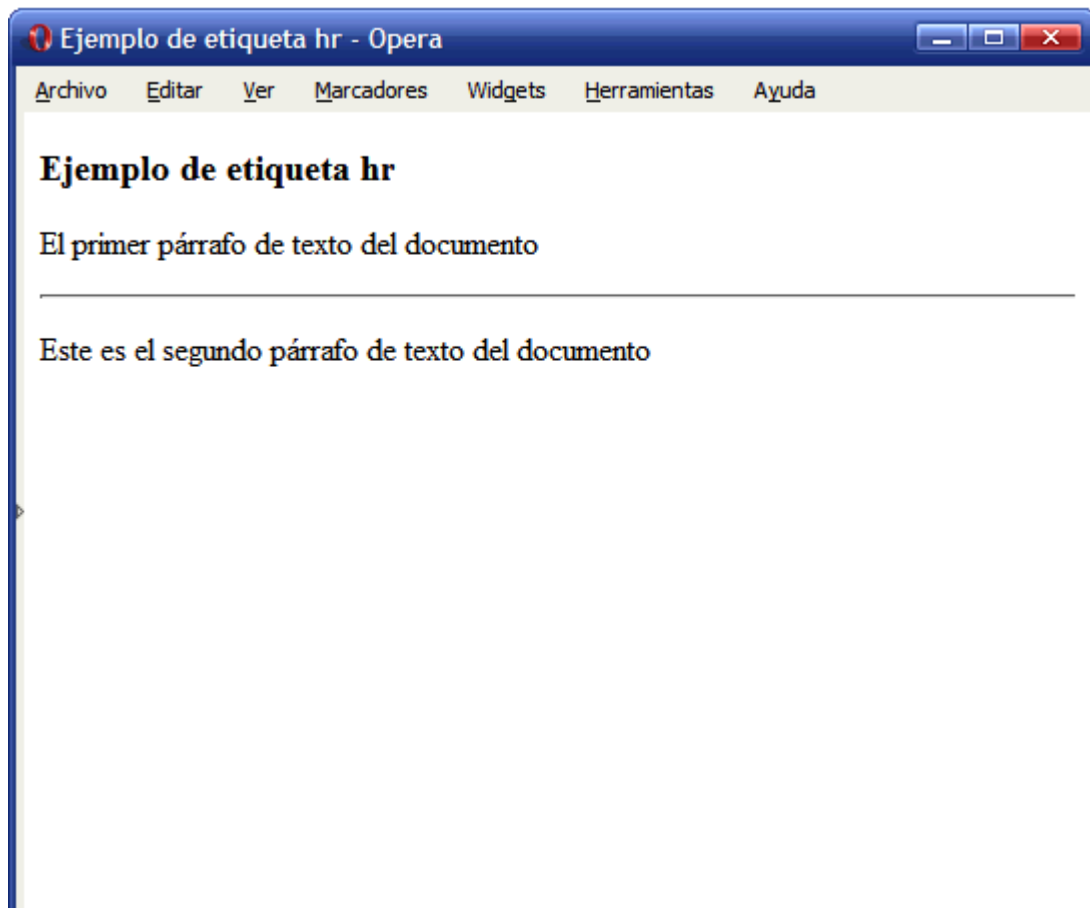 Ejemplo de etiqueta hr - Opera
Archivo Editar Ver Marcadores Widgets Herramientas Ayuda
Ejemplo de etiqueta hr
El primer párrafo de texto del documento
Este es el segundo párrafo de texto del documento